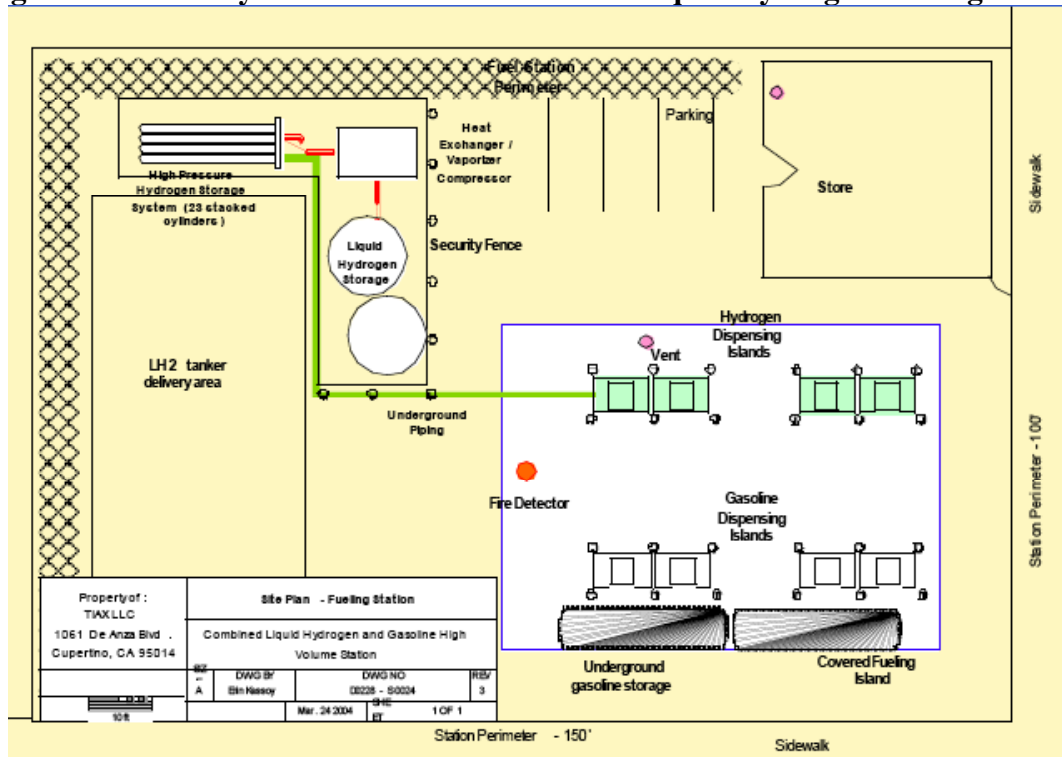 Fuel Station
Perimeter
Parking
Heat
Exchanger /
Vaporizer
Compressor
High Pressure
Hydrogen Storage
System (23 stacked
cylinders )
Store
Sidewalk
Liquid
Hydrogen
Storage
Security Fence
Hydrogen
Dispensing
Islands
Vent
LH2 tanker
delivery area
Underground
Piping
Station Perimeter - 100'
Fire Detector
Gasoline
Dispensing
Islands
Property of :
TIAX LLC
1061 De Anza Blvd .
Cupertino, CA 95014
Site Plan - Fueling Station
Combined Liquid Hydrogen and Gasoline High
Volume Station
A
DWG BY
DWG NO
REV
S0024
3
Mar. 24 2004
1 OF 1
10 ft
Underground
gasoline storage
Covered Fueling
Island
Station Perimeter - 150'
Sidewalk